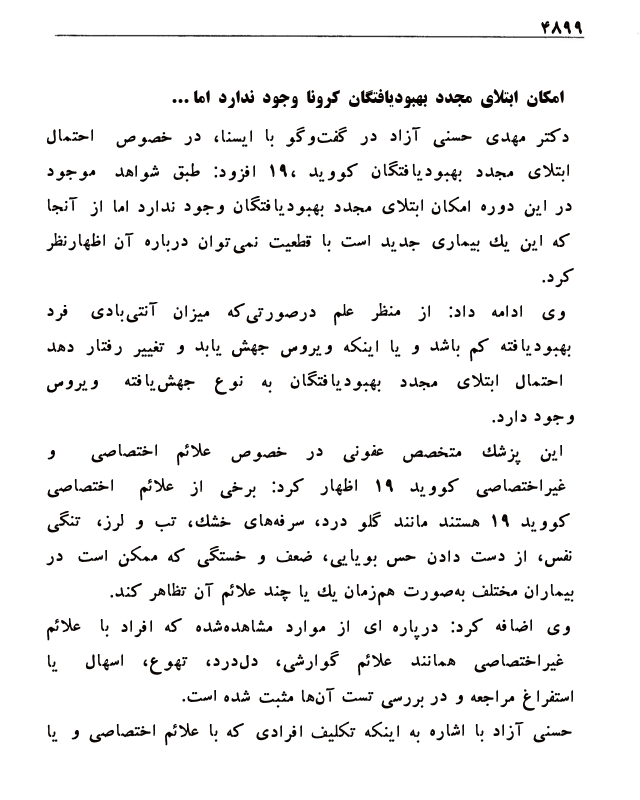 ۴۸۹۹
امکان ابتلای مجدد بهبودیافتگان کرونا وجود ندارد اما ...
دکتر مهدی حسنی آزاد در گفت‌وگو با ایسنا، در خصوص احتمال
ابتلای مجدد بهبودیافتگان کووید ،۱۹ افزود: طبق شواهد موجود
در این دوره امکان ابتلای مجدد بهبودیافتگان وجود ندارد اما از آنجا
که این یك بیماری جدید است با قطعیت نمی‌توان درباره آن اظهارنظر
کرد.
وی ادامه داد: از منظر علم درصورتی‌که میزان آنتی‌بادی فرد
بهبودیافته کم باشد و یا اینکه ویروس جهش یابد و تغییر رفتار دهد
احتمال ابتلای مجدد بهبودیافتگان به نوع جهش‌یافته ویروس
وجود دارد.
این پزشك متخصص عفونی در خصوص علائم اختصاصی و
غیراختصاصی کووید ۱۹ اظهار کرد: برخی از علائم اختصاصی
کووید ۱۹ هستند مانند گلو درد، سرفه‌های خشك، تب و لرز، تنگی
نفس، از دست دادن حس بویایی، ضعف و خستگی که ممکن است در
بیماران مختلف به‌صورت هم‌زمان یك یا چند علائم آن تظاهر کند.
وی اضافه کرد: درپاره ای از موارد مشاهده‌شده که افراد با علائم
غیراختصاصی همانند علائم گوارشی، دل‌درد، تهوع، اسهال یا
استفراغ مراجعه و در بررسی تست آن‌ها مثبت شده است.
حسنی آزاد با اشاره به اینکه تکلیف افرادی که با علائم اختصاصی و یا